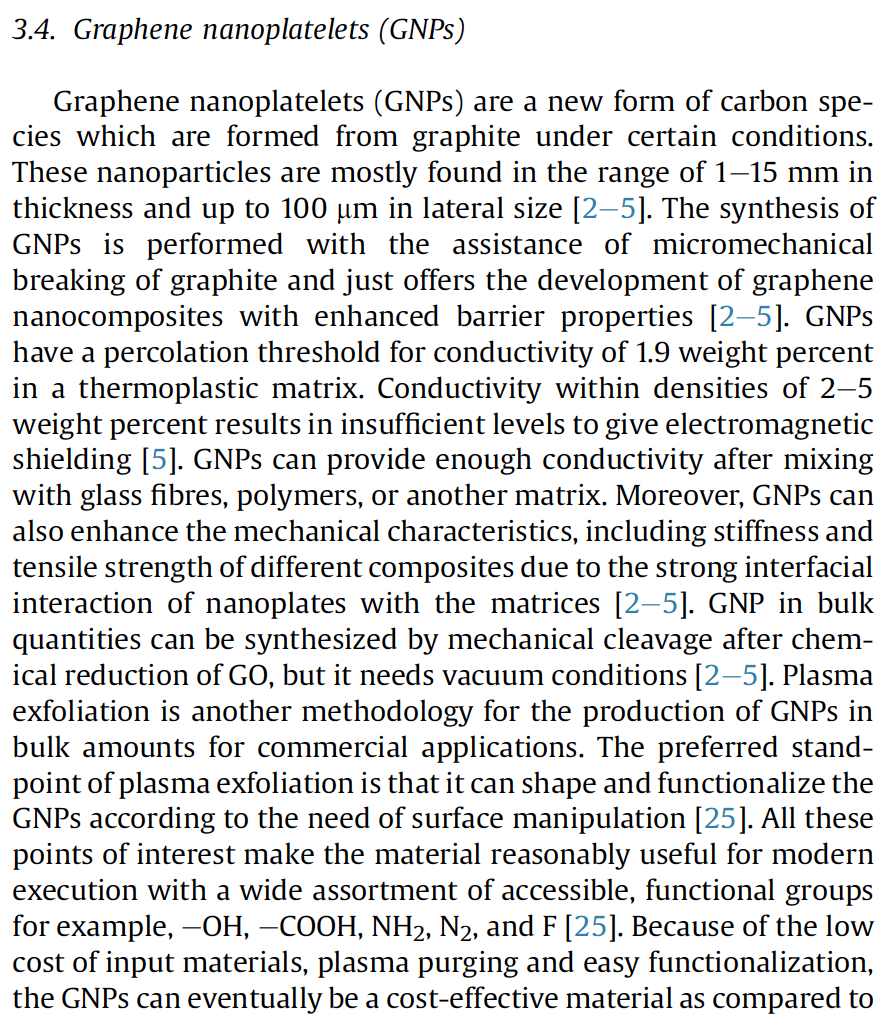 3.4. Graphene nanoplatelets (GNPs)
Graphene nanoplatelets (GNPs) are a new form of carbon spe-
cies which are formed from graphite under certain conditions.
These nanoparticles are mostly found in the range of 1–15 mm in
thickness and up to 100 μm in lateral size [2–5]. The synthesis of
GNPs is performed with the assistance of micromechanical
breaking of graphite and just offers the development of graphene
nanocomposites with enhanced barrier properties [2–5]. GNPs
have a percolation threshold for conductivity of 1.9 weight percent
in a thermoplastic matrix. Conductivity within densities of 2–5
weight percent results in insufficient levels to give electromagnetic
shielding [5]. GNPs can provide enough conductivity after mixing
with glass fibres, polymers, or another matrix. Moreover, GNPs can
also enhance the mechanical characteristics, including stiffness and
tensile strength of different composites due to the strong interfacial
interaction of nanoplates with the matrices [2–5]. GNP in bulk
quantities can be synthesized by mechanical cleavage after chem-
ical reduction of GO, but it needs vacuum conditions [2–5]. Plasma
exfoliation is another methodology for the production of GNPs in
bulk amounts for commercial applications. The preferred stand-
point of plasma exfoliation is that it can shape and functionalize the
GNPs according to the need of surface manipulation [25]. All these
points of interest make the material reasonably useful for modern
execution with a wide assortment of accessible, functional groups
for example, –OH, –COOH, NH₂, N₂, and F [25]. Because of the low
cost of input materials, plasma purging and easy functionalization,
the GNPs can eventually be a cost-effective material as compared to